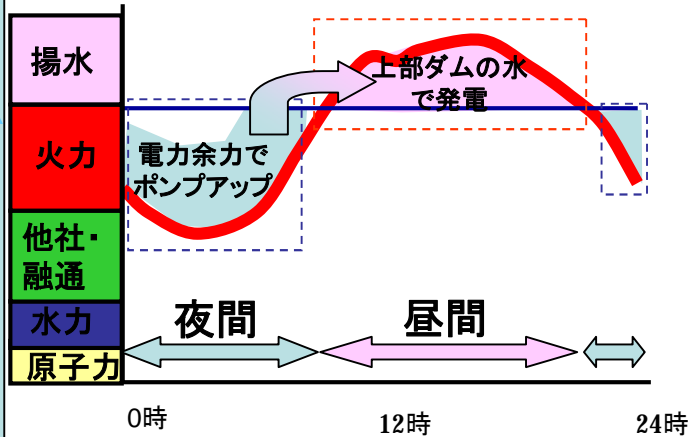 揚水
火力
他社・
融通
水力
原子力
上部ダムの水
で発電
電力余力で
ポンプアップ
夜間
昼間
0時
12時
24時